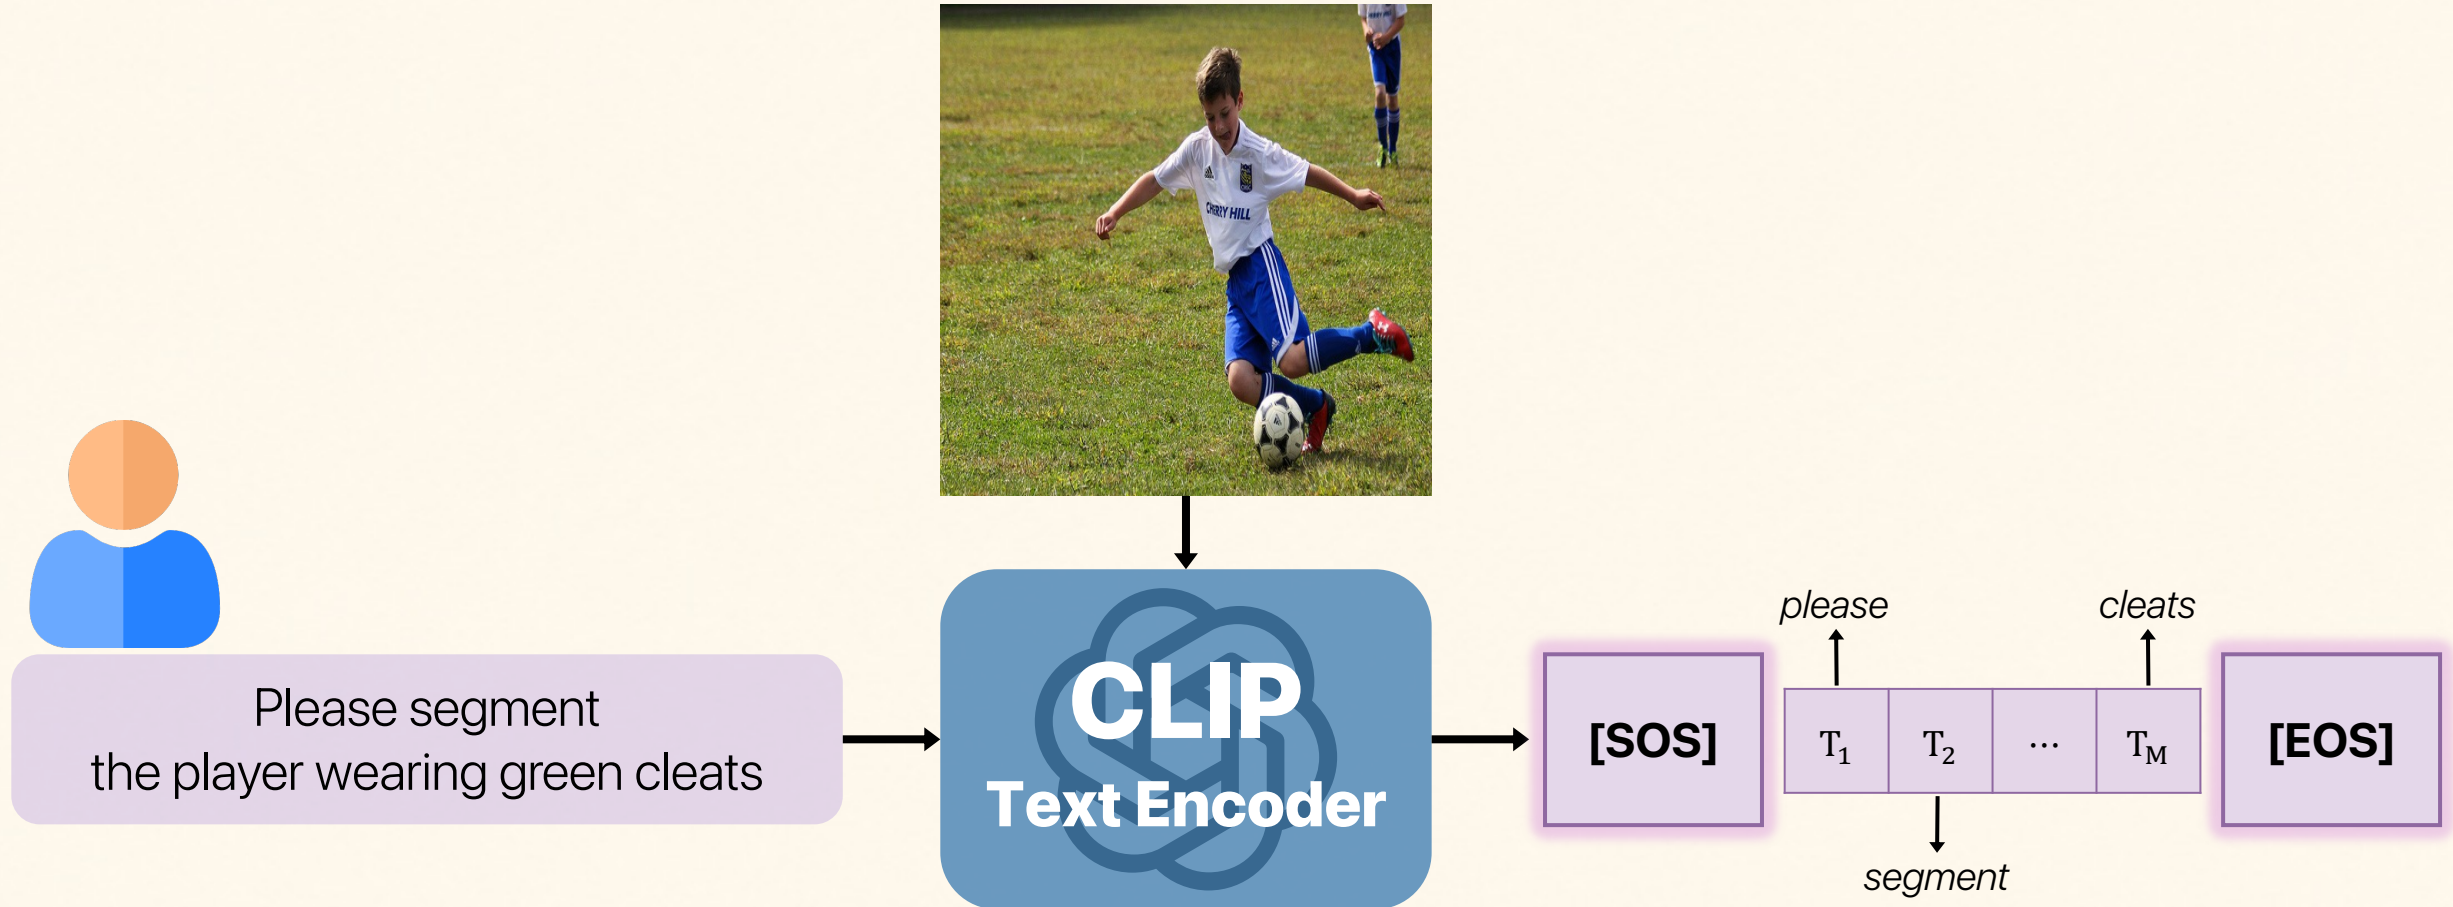 CHERRY HILL
Please segment
the player wearing green cleats
CLIP
Text Encoder
please
cleats
[SOS]
T₁
T₂
...
T_M
[EOS]
segment